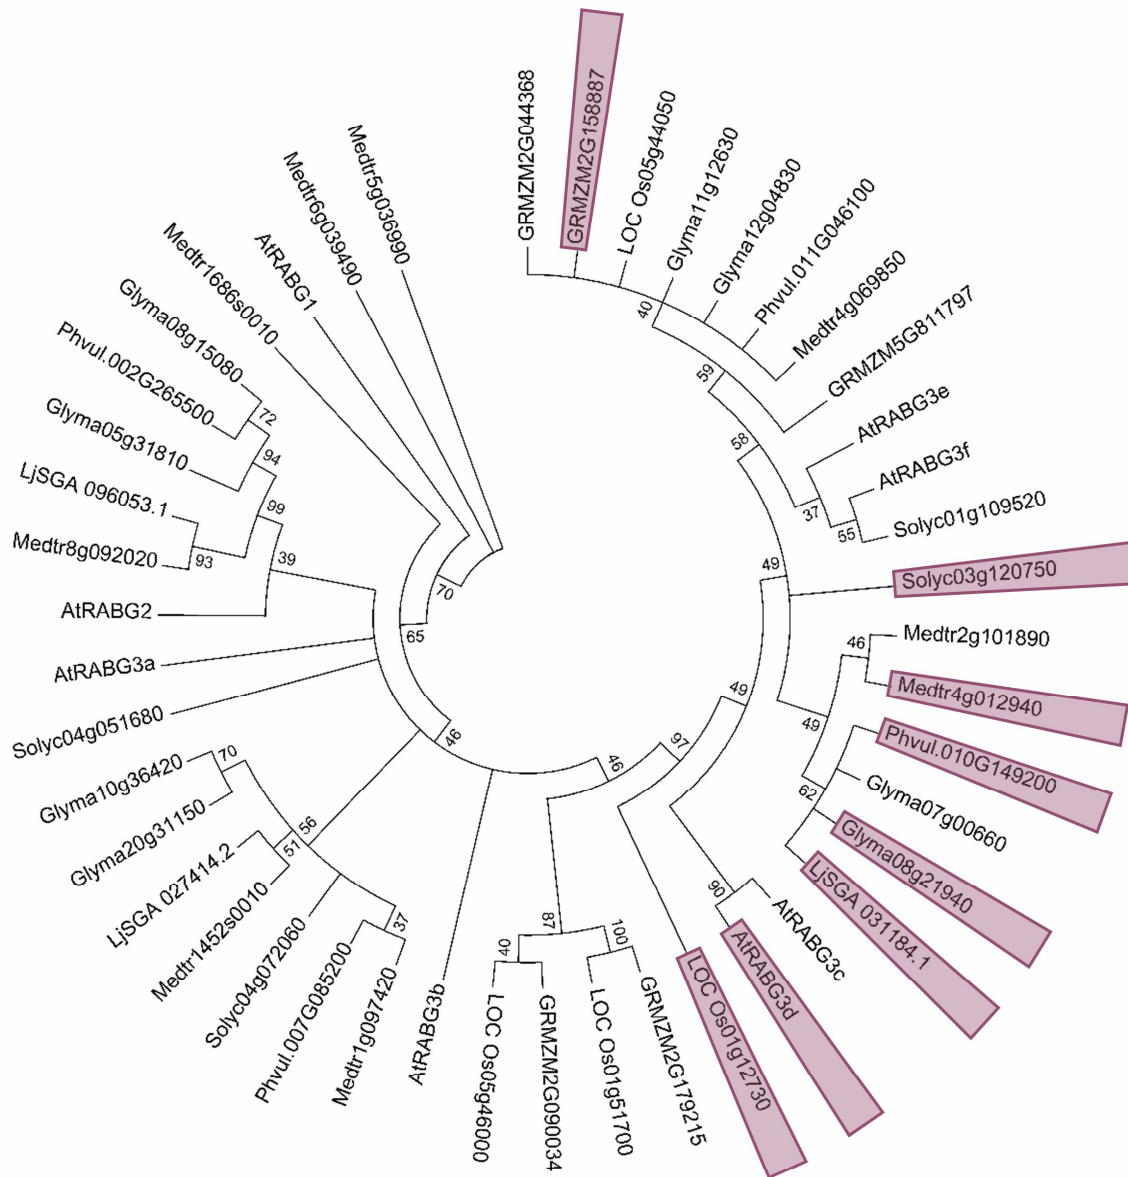 GRMZM2G044368
GRMZM2G158887
LOC Os05g44050
Glyma11g12630
Glyma12g04830
Phvul.011G046100
Medtr4g069850
GRMZM5G811797
AtRABG3e
AtRABG3f
Solyc01g109520
Solyc03g120750
Medtr2g101890
Medtr4g012940
Phvul.010G149200
Glyma07g00660
Glyma08g21940
LjSGA 031184.1
AtRABG3c
AtRABG3d
LOC Os01g12730
GRMZM2G179215
LOC Os01g51700
GRMZM2G090034
LOC Os05g46000
AtRABG3b
Medtr1g097420
Phvul.007G085200
Solyc04g072060
Medtr1452s0010
LjSGA 027414.2
Glyma20g31150
Glyma10g36420
Solyc04g051680
AtRABG3a
AtRABG2
Medtr8g092020
LjSGA 096053.1
Glyma05g31810
Phvul.002G265500
Glyma08g15080
Medtr1686s0010
AtRABG1
Medtr6g039490
Medtr5g036990
40
59
58
37
55
49
46
49
62
49
90
97
46
100
87
40
46
37
56
51
70
65
70
39
99
94
72
93